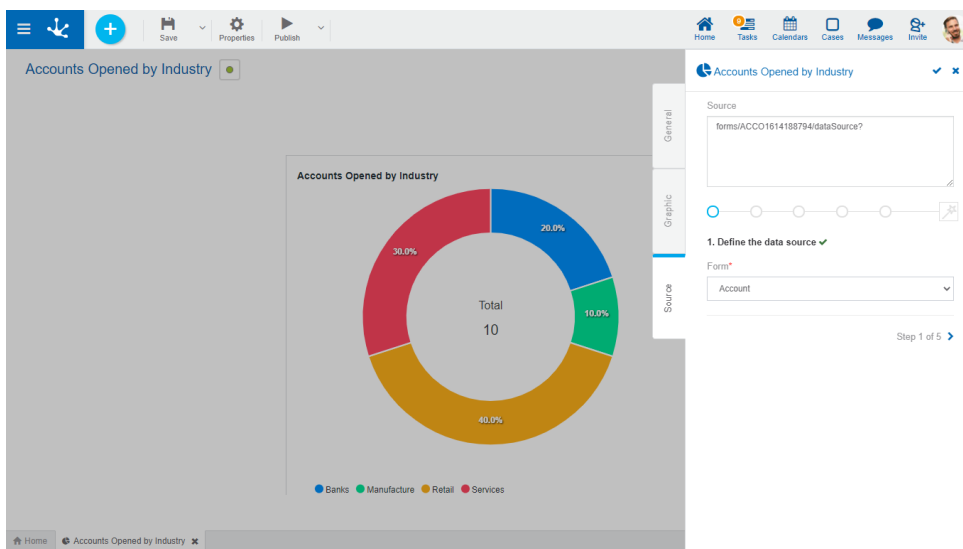 Save
Properties
Publish
Home
9
Tasks
Calendars
Cases
Messages
Invite
Accounts Opened by Industry
Accounts Opened by Industry
General
Graphic
Source
Source
forms/ACCO1614188794/dataSource?
1. Define the data source
Form*
Account
Step 1 of 5
Accounts Opened by Industry
20.0%
30.0%
10.0%
40.0%
Total
10
Banks Manufacture Retail Services
Home Accounts Opened by Industry